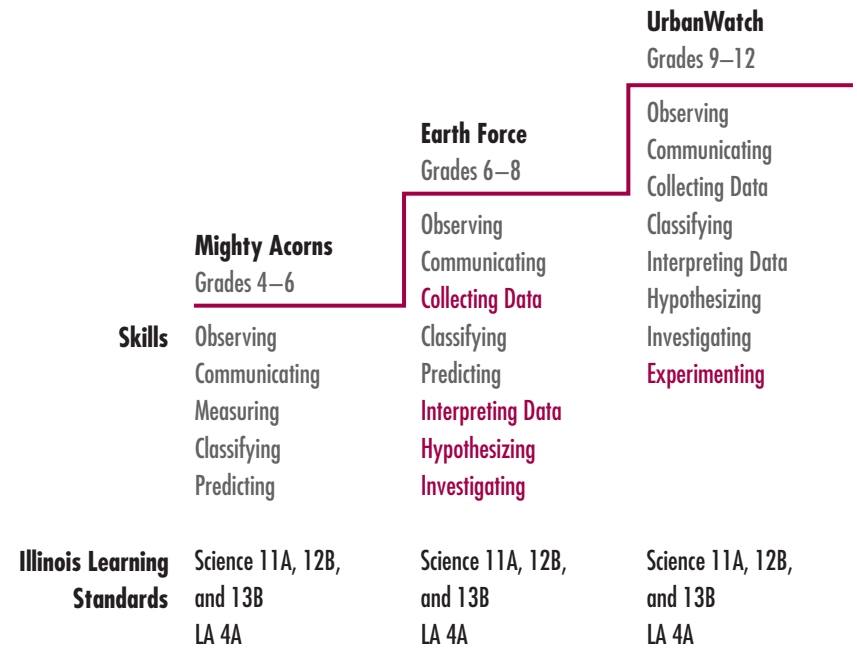 UrbanWatch
Grades 9–12
Observing
Communicating
Collecting Data
Classifying
Interpreting Data
Hypothesizing
Investigating
Experimenting
Earth Force
Grades 6–8
Observing
Communicating
Collecting Data
Classifying
Predicting
Interpreting Data
Hypothesizing
Investigating
Mighty Acorns
Grades 4–6
Skills
Observing
Communicating
Measuring
Classifying
Predicting
Illinois Learning
Standards
Science 11A, 12B,
and 13B
LA 4A
Science 11A, 12B,
and 13B
LA 4A
Science 11A, 12B,
and 13B
LA 4A